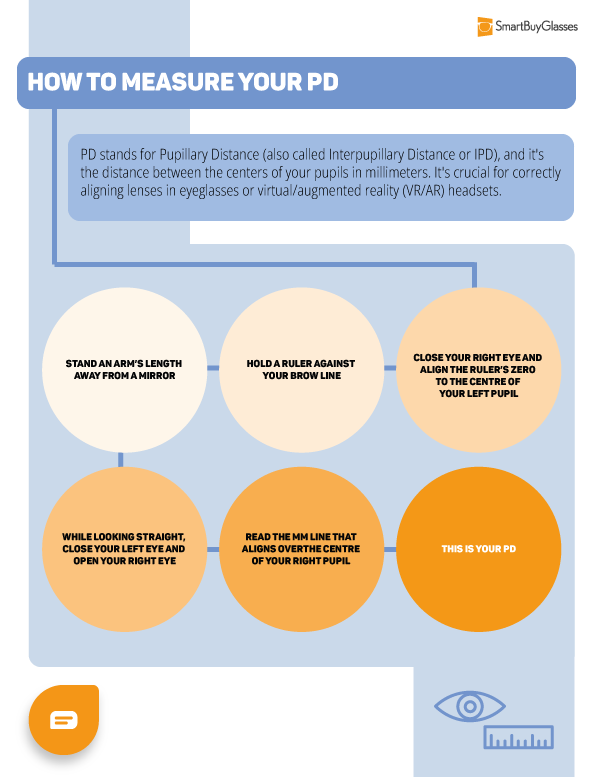 SmartBuyGlasses
HOW TO MEASURE YOUR PD
PD stands for Pupillary Distance (also called Interpupillary Distance or IPD), and it's
the distance between the centers of your pupils in millimeters. It's crucial for correctly
aligning lenses in eyeglasses or virtual/augmented reality (VR/AR) headsets.
STAND AN ARM'S LENGTH
AWAY FROM A MIRROR
HOLD A RULER AGAINST
YOUR BROW LINE
CLOSE YOUR RIGHT EYE AND
ALIGN THE RULER'S ZERO
TO THE CENTRE OF
YOUR LEFT PUPIL
WHILE LOOKING STRAIGHT,
CLOSE YOUR LEFT EYE AND
OPEN YOUR RIGHT EYE
READ THE MM LINE THAT
ALIGNS OVERTHE CENTRE
OF YOUR RIGHT PUPIL
THIS IS YOUR PD